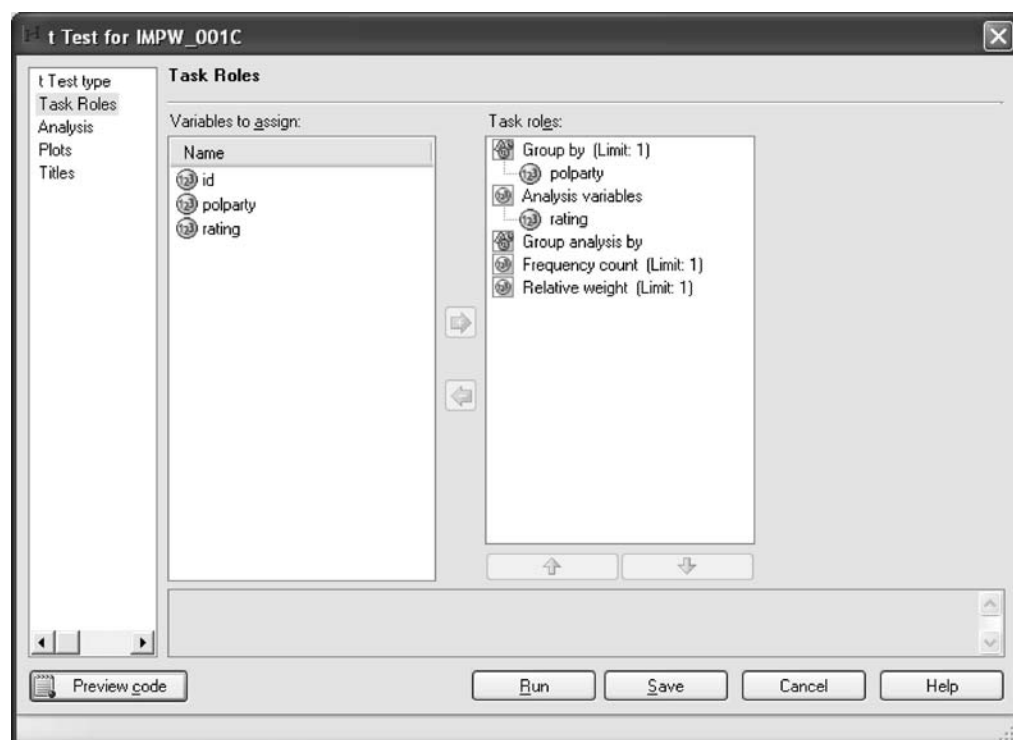 t Test for IMPW_001C
t Test type
Task Roles
Analysis
Plots
Titles
Task Roles
Variables to assign:
Name
id
polparty
rating
Task roles:
Group by (Limit: 1)
polparty
Analysis variables
rating
Group analysis by
Frequency count (Limit: 1)
Relative weight (Limit: 1)
Preview code
Run
Save
Cancel
Help